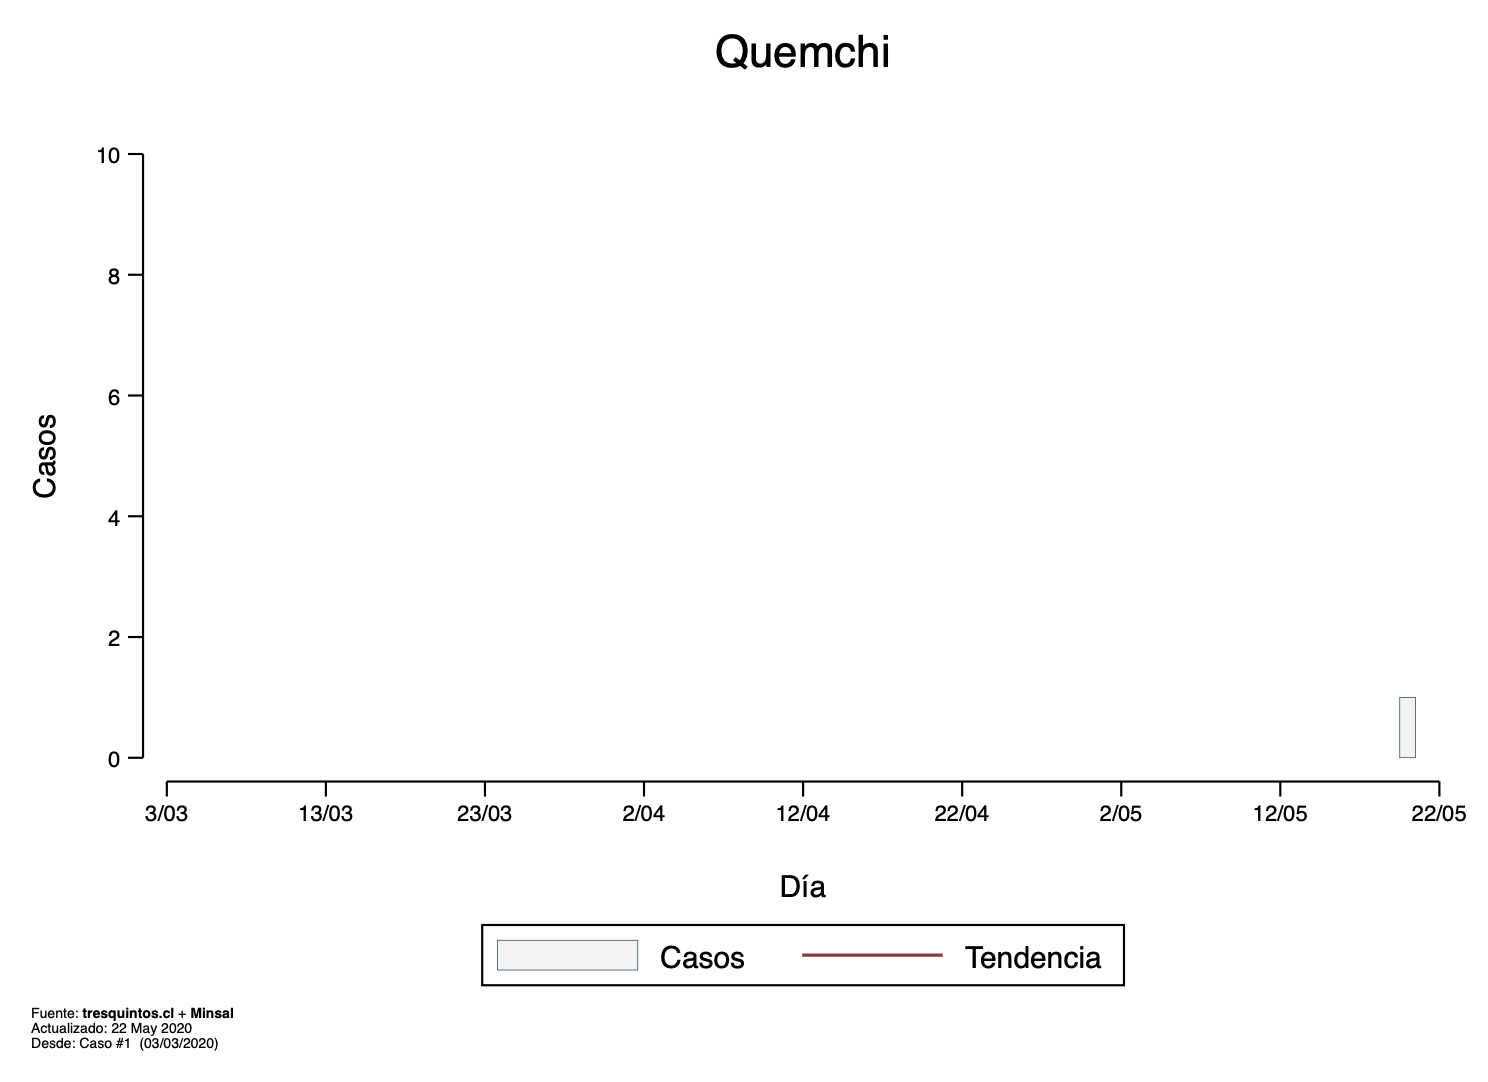 Quemchi
10
8
6
4
2
0
Casos
3/03 13/03 23/03 2/04 12/04 22/04 2/05 12/05 22/05
Día
Casos Tendencia
Fuente: tresquintos.cl + Minsal
Actualizado: 22 May 2020
Desde: Caso #1 (03/03/2020)